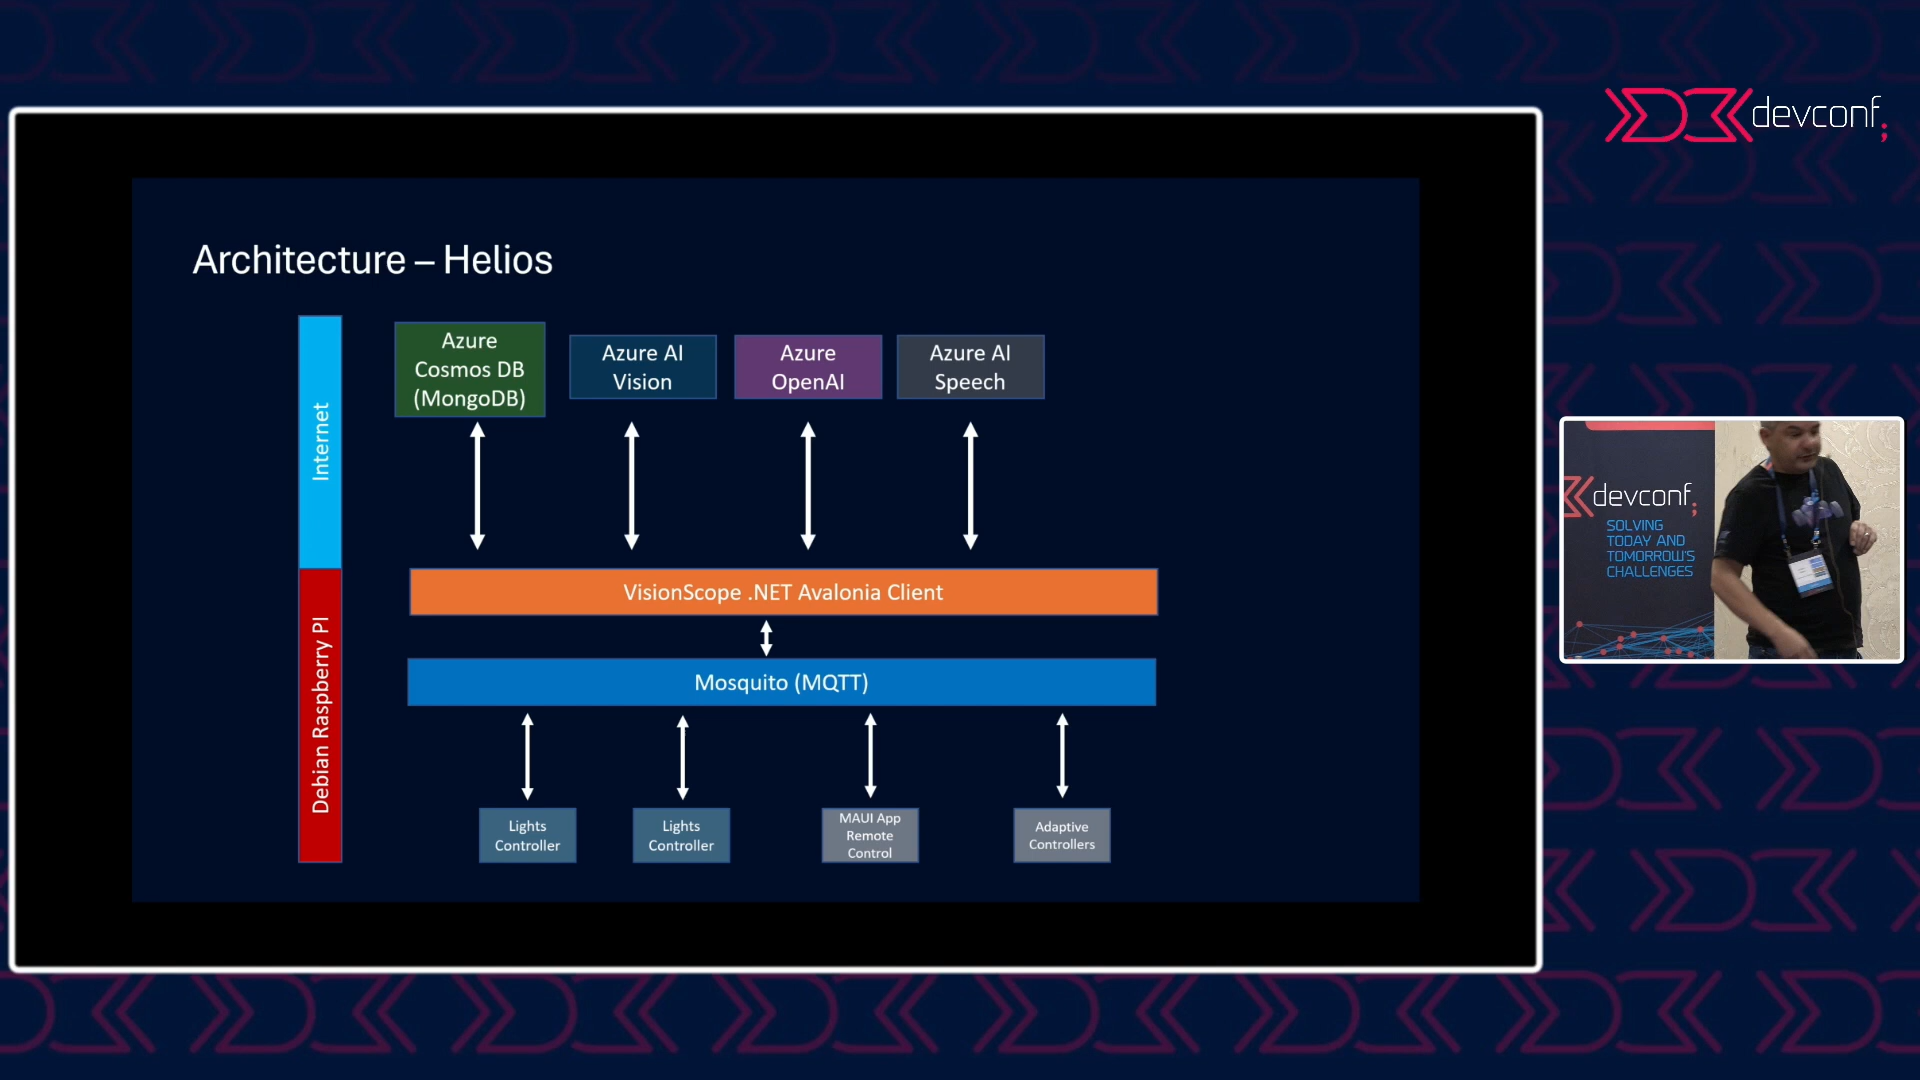 devconf;
Architecture – Helios
Internet
Debian Raspberry PI
Azure
Cosmos DB
(MongoDB)
Azure AI
Vision
Azure
OpenAI
Azure AI
Speech
VisionScope .NET Avalonia Client
Mosquito (MQTT)
Lights
Controller
Lights
Controller
MAUI App
Remote
Control
Adaptive
Controllers
devconf;
SOLVING
TODAY AND
TOMORROW'S
CHALLENGES